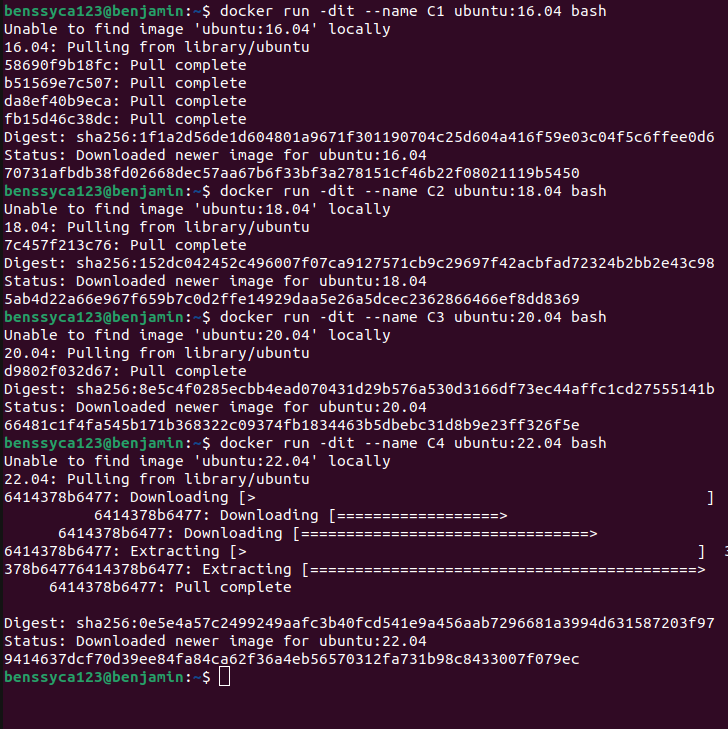 benssyca123@benjamin:~$ docker run -dit --name C1 ubuntu:16.04 bash
Unable to find image 'ubuntu:16.04' locally
16.04: Pulling from library/ubuntu
58690f9b18fc: Pull complete
b51569e7c507: Pull complete
da8ef40b9eca: Pull complete
fb15d46c38dc: Pull complete
Digest: sha256:1f1a2d56de1d604801a9671f301190704c25d604a416f59e03c04f5c6ffee0d6
Status: Downloaded newer image for ubuntu:16.04
70731afbdb38fd02668dec57aa67b6f33bf3a278151cf46b22f08021119b5450
benssyca123@benjamin:~$ docker run -dit --name C2 ubuntu:18.04 bash
Unable to find image 'ubuntu:18.04' locally
18.04: Pulling from library/ubuntu
7c457f213c76: Pull complete
Digest: sha256:152dc042452c496007f07ca9127571cb9c29697f42acbfad72324b2bb2e43c98
Status: Downloaded newer image for ubuntu:18.04
5ab4d22a66e967f659b7c0d2ffe14929daa5e26a5dcec2362866466ef8dd8369
benssyca123@benjamin:~$ docker run -dit --name C3 ubuntu:20.04 bash
Unable to find image 'ubuntu:20.04' locally
20.04: Pulling from library/ubuntu
d9802f032d67: Pull complete
Digest: sha256:8e5c4f0285ecbb4ead070431d29b576a530d3166df73ec44affc1cd27555141b
Status: Downloaded newer image for ubuntu:20.04
66481c1f4fa545b171b368322c09374fb1834463b5dbebc31d8b9e23ff326f5e
benssyca123@benjamin:~$ docker run -dit --name C4 ubuntu:22.04 bash
Unable to find image 'ubuntu:22.04' locally
22.04: Pulling from library/ubuntu
6414378b6477: Downloading [>                                                  ]
          6414378b6477: Downloading [==================>
      6414378b6477: Downloading [================================>
6414378b6477: Extracting [>                                                  ]  3
378b64776414378b6477: Extracting [===========================================>
     6414378b6477: Pull complete
Digest: sha256:0e5e4a57c2499249aafc3b40fcd541e9a456aab7296681a3994d631587203f97
Status: Downloaded newer image for ubuntu:22.04
9414637dcf70d39ee84fa84ca62f36a4eb56570312fa731b98c8433007f079ec
benssyca123@benjamin:~$